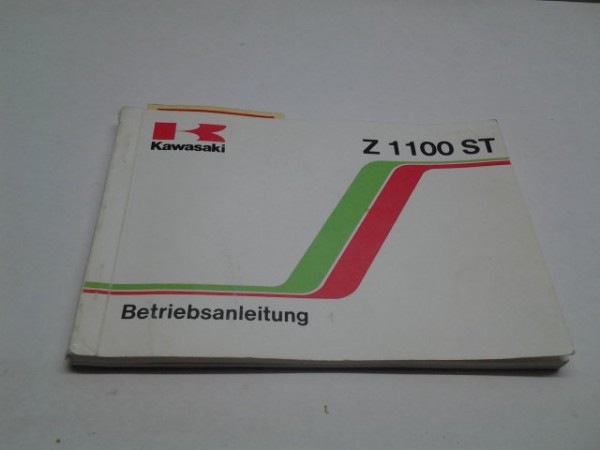 Kawasaki
Z 1100 ST
Betriebsanleitung